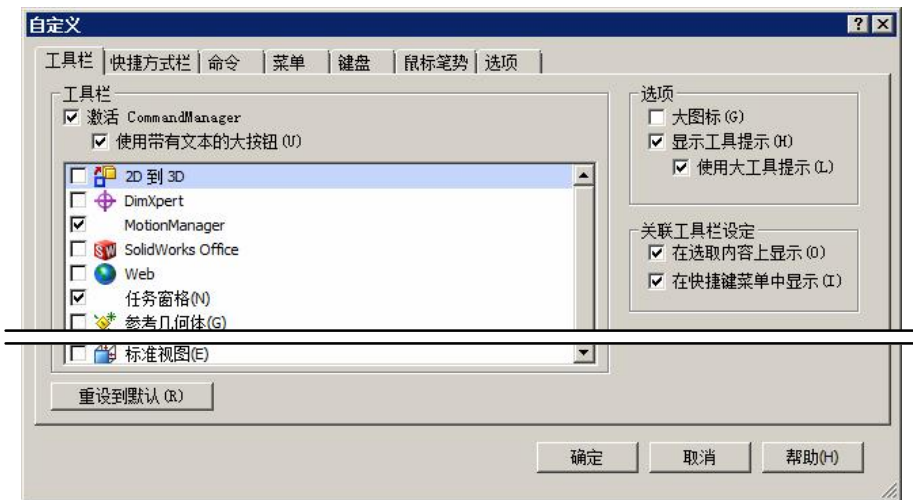 自定义
工具栏 快捷方式栏 命令 菜单 键盘 鼠标笔势 选项
工具栏
激活 CommandManager
使用带有文本的大按钮(U)
2D 到 3D
DimXpert
MotionManager
SolidWorks Office
Web
任务窗格(N)
参考几何体(G)
标准视图(E)
重设到默认(R)
选项
大图标(G)
显示工具提示(H)
使用大工具提示(L)
关联工具栏设定
在选取内容上显示(O)
在快捷键菜单中显示(I)
确定 取消 帮助(H)